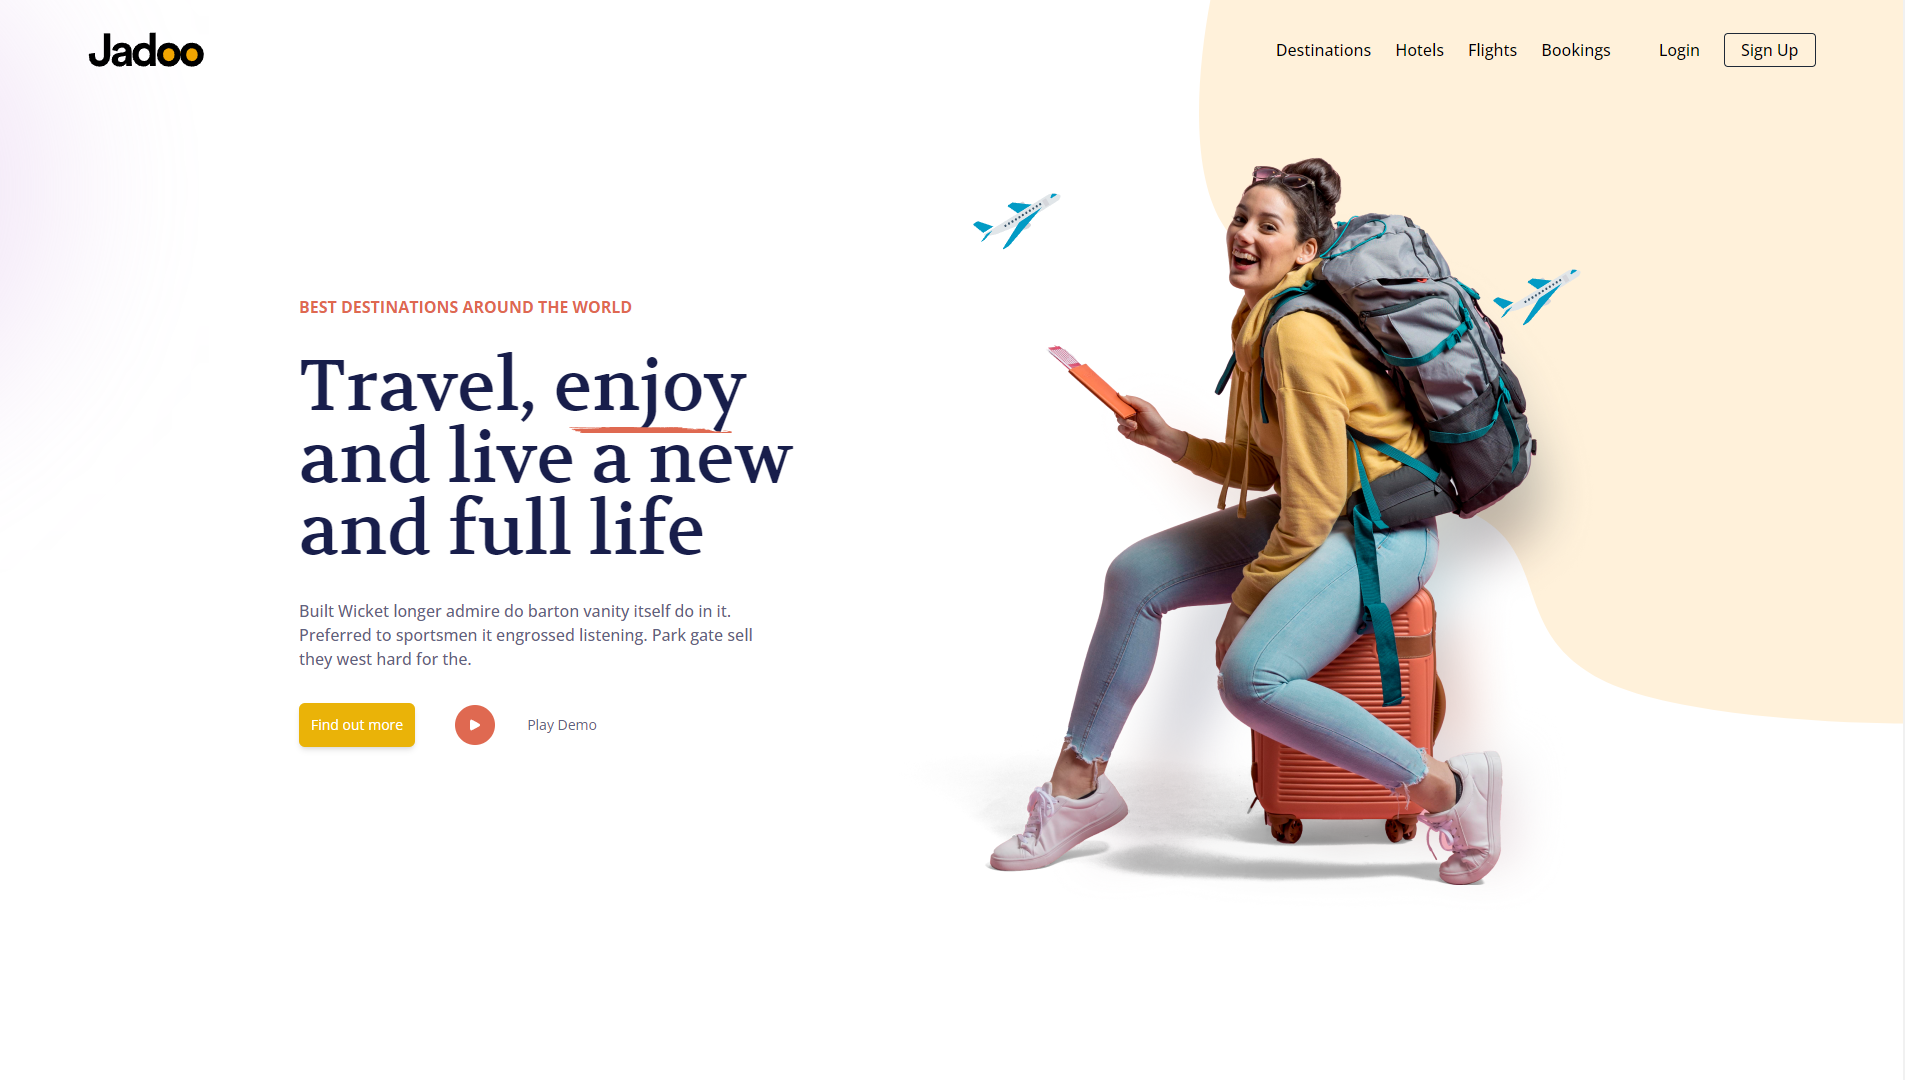 Jadoo
Destinations Hotels Flights Bookings Login Sign Up
BEST DESTINATIONS AROUND THE WORLD
Travel, enjoy
and live a new
and full life
Built Wicket longer admire do barton vanity itself do in it.
Preferred to sportsmen it engrossed listening. Park gate sell
they west hard for the.
Find out more Play Demo